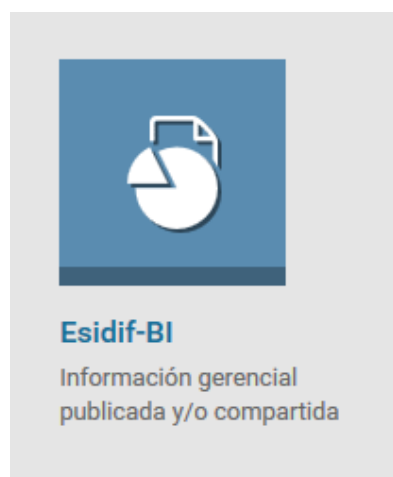 Esidif-BI
Información gerencial
publicada y/o compartida